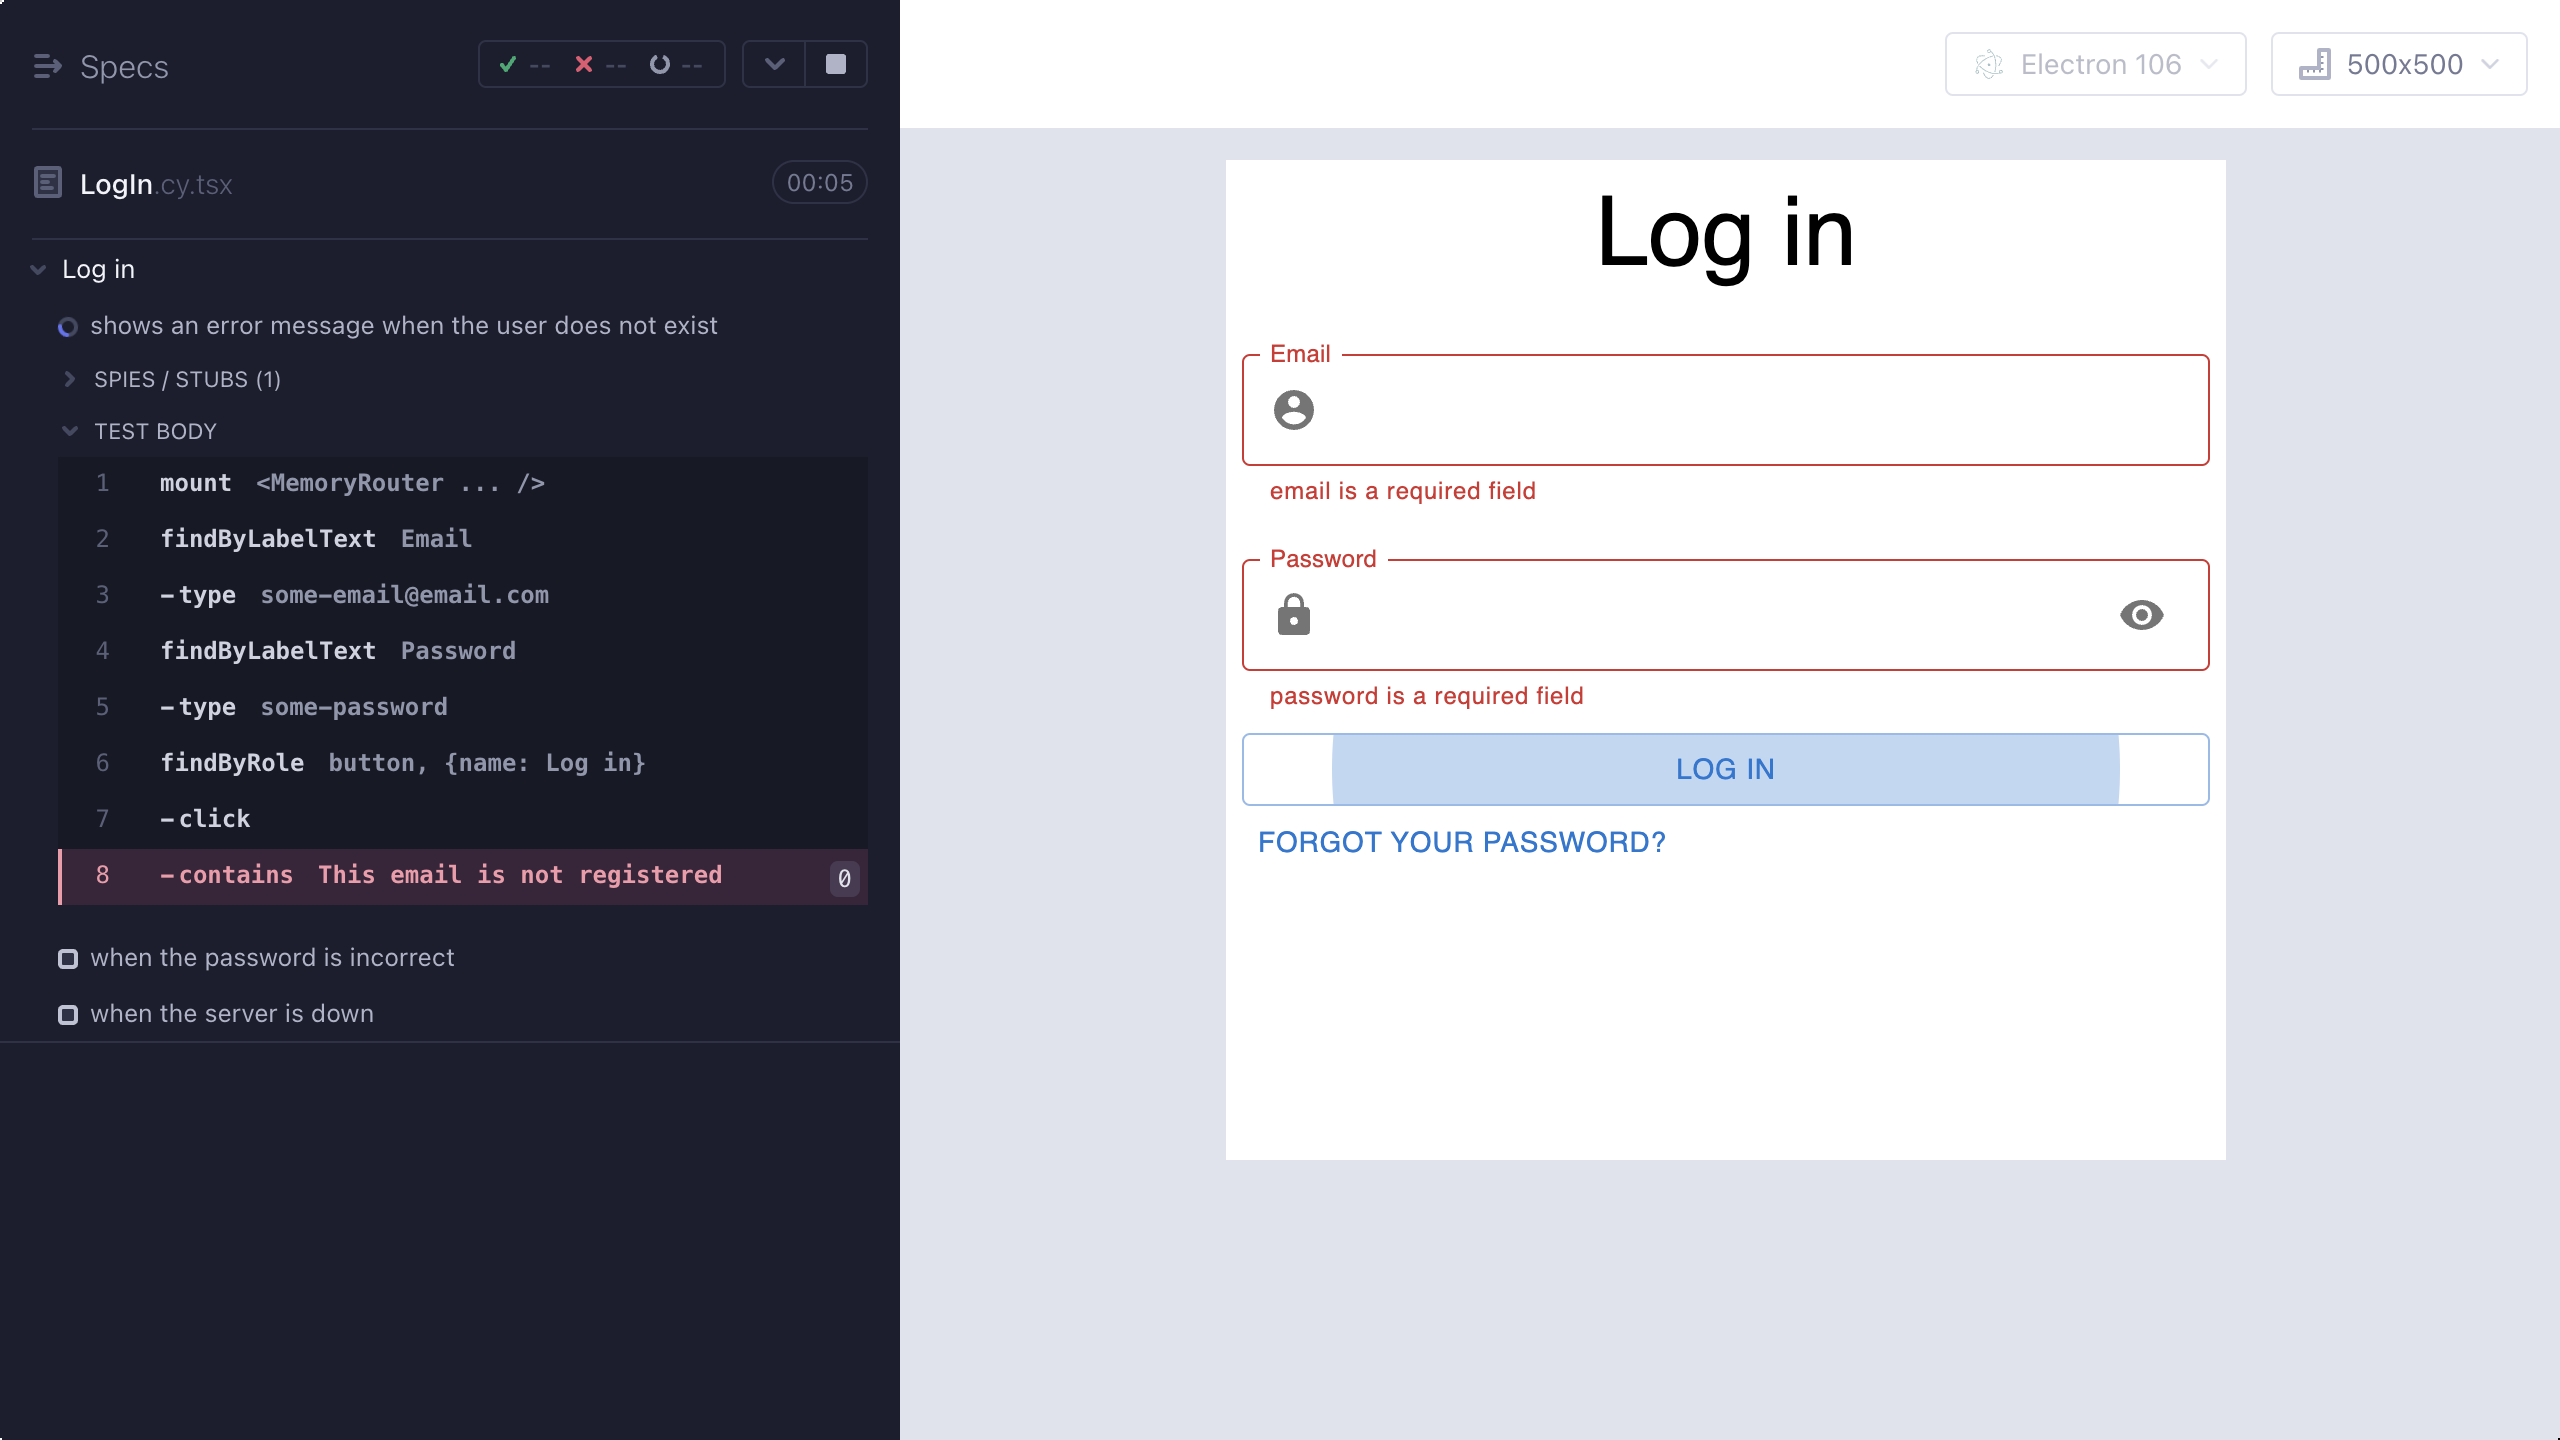 Specs
-- -- --
LogIn.cy.tsx
00:05
Log in
shows an error message when the user does not exist
SPIES / STUBS (1)
TEST BODY
1 mount <MemoryRouter ... />
2 findByLabelText Email
3 -type some-email@email.com
4 findByLabelText Password
5 -type some-password
6 findByRole button, {name: Log in}
7 -click
8 -contains This email is not registered 0
when the password is incorrect
when the server is down
Electron 106
500x500
Log in
Email
email is a required field
Password
password is a required field
LOG IN
FORGOT YOUR PASSWORD?